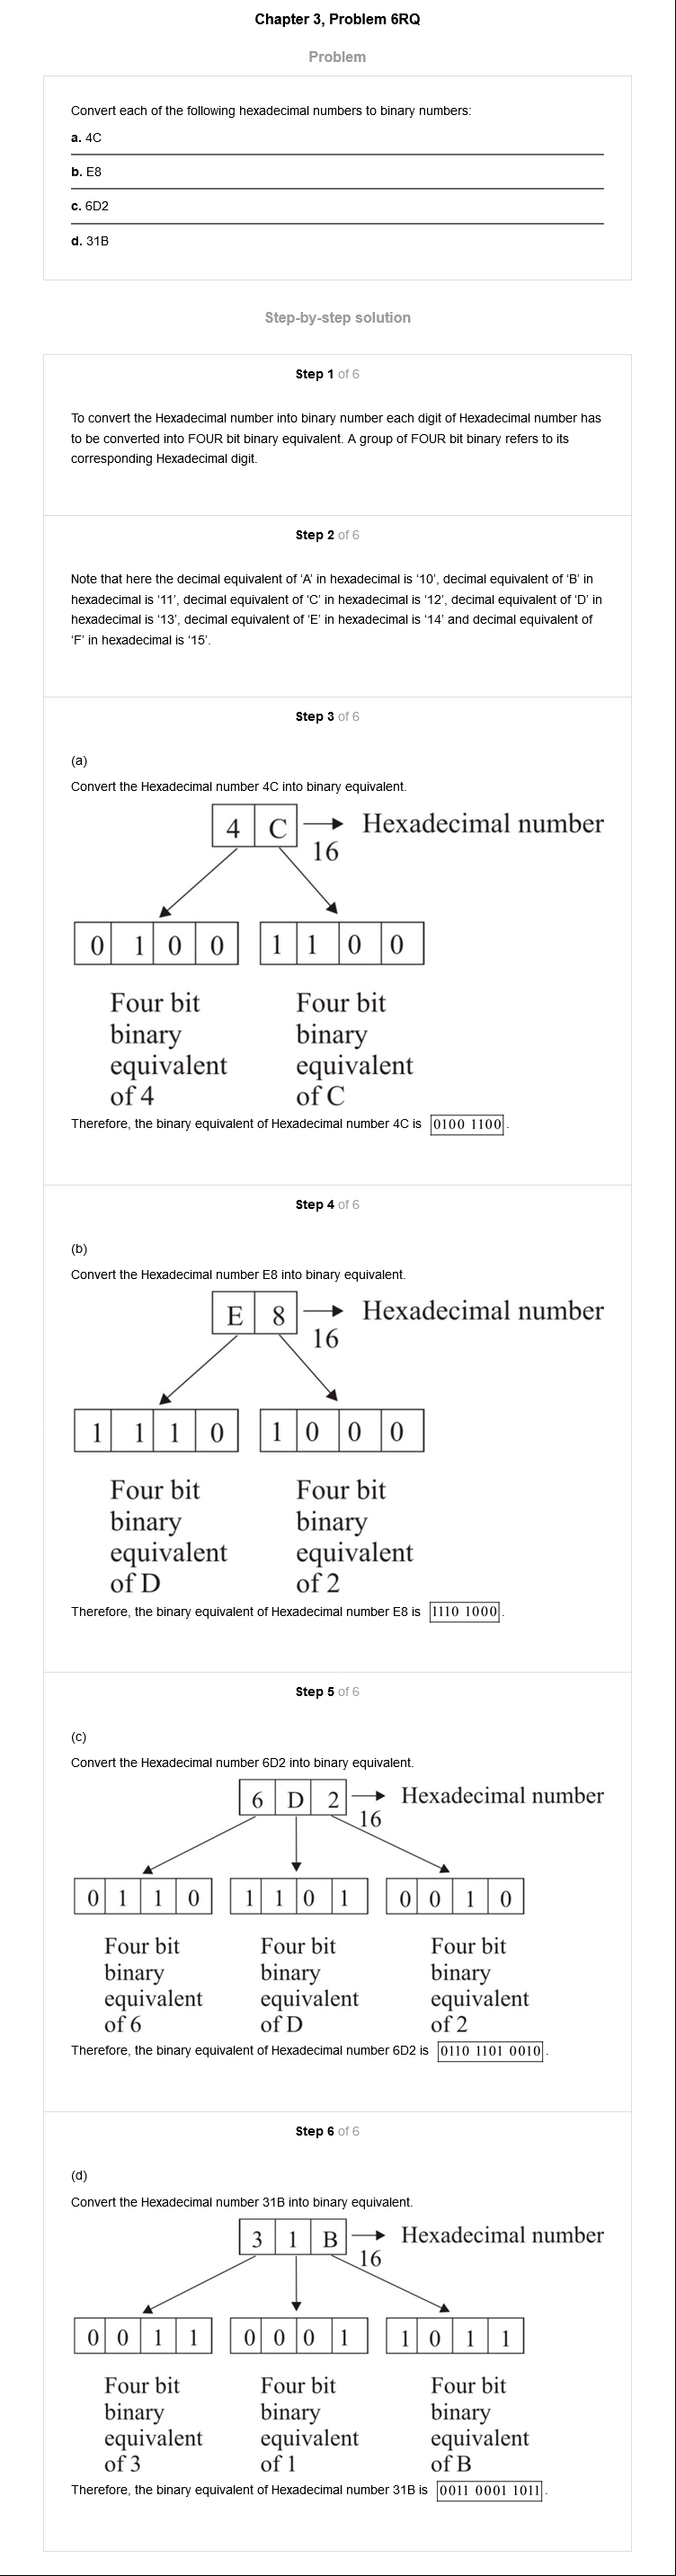 Chapter 3, Problem 6RQ
Problem
Convert each of the following hexadecimal numbers to binary numbers:
a. 4C
b. E8
c. 6D2
d. 31B
Step-by-step solution
Step 1 of 6
To convert the Hexadecimal number into binary number each digit of Hexadecimal number has
to be converted into FOUR bit binary equivalent. A group of FOUR bit binary refers to its
corresponding Hexadecimal digit.
Step 2 of 6
Note that here the decimal equivalent of ‘A’ in hexadecimal is ‘10’, decimal equivalent of ‘B’ in
hexadecimal is ‘11’, decimal equivalent of ‘C’ in hexadecimal is ‘12’, decimal equivalent of ‘D’ in
hexadecimal is ‘13’, decimal equivalent of ‘E’ in hexadecimal is ‘14’ and decimal equivalent of
‘F’ in hexadecimal is ‘15’.
Step 3 of 6
(a)
Convert the Hexadecimal number 4C into binary equivalent.
4 C → Hexadecimal number
16
0 1 0 0 1 1 0 0
Four bit Four bit
binary binary
equivalent equivalent
of 4 of C
Therefore, the binary equivalent of Hexadecimal number 4C is 0100 1100.
Step 4 of 6
(b)
Convert the Hexadecimal number E8 into binary equivalent.
E 8 → Hexadecimal number
16
1 1 1 0 1 0 0 0
Four bit Four bit
binary binary
equivalent equivalent
of D of 2
Therefore, the binary equivalent of Hexadecimal number E8 is 1110 1000.
Step 5 of 6
(c)
Convert the Hexadecimal number 6D2 into binary equivalent.
6 D 2 → Hexadecimal number
16
0 1 1 0 1 1 0 1 0 0 1 0
Four bit Four bit Four bit
binary binary binary
equivalent equivalent equivalent
of 6 of D of 2
Therefore, the binary equivalent of Hexadecimal number 6D2 is 0110 1101 0010.
Step 6 of 6
(d)
Convert the Hexadecimal number 31B into binary equivalent.
3 1 B → Hexadecimal number
16
0 0 1 1 0 0 0 1 1 0 1 1
Four bit Four bit Four bit
binary binary binary
equivalent equivalent equivalent
of 3 of 1 of B
Therefore, the binary equivalent of Hexadecimal number 31B is 0011 0001 1011.